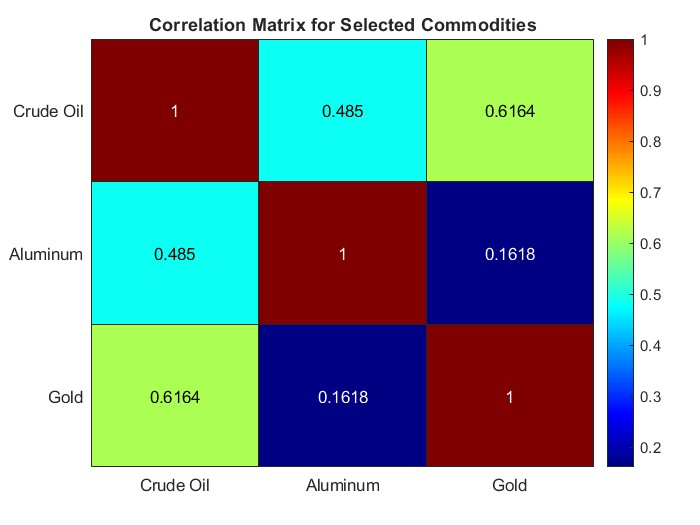 Correlation Matrix for Selected Commodities
Crude Oil 1 0.485 0.6164
Aluminum 0.485 1 0.1618
Gold 0.6164 0.1618 1
Crude Oil Aluminum Gold
1
0.9
0.8
0.7
0.6
0.5
0.4
0.3
0.2